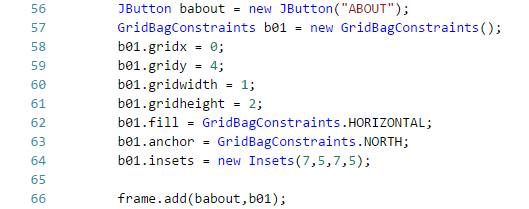 56 JButton babout = new JButton("ABOUT");
57 GridBagConstraints b01 = new GridBagConstraints();
58 b01.gridx = 0;
59 b01.gridy = 4;
60 b01.gridwidth = 1;
61 b01.gridheight = 2;
62 b01.fill = GridBagConstraints.HORIZONTAL;
63 b01.anchor = GridBagConstraints.NORTH;
64 b01.insets = new Insets(7,5,7,5);
65
66 frame.add(babout,b01);